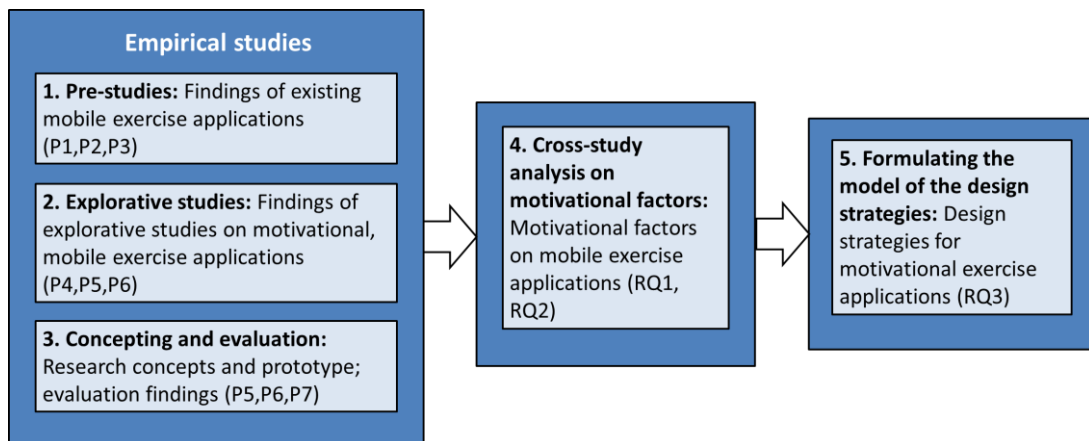 Empirical studies
1. Pre-studies: Findings of existing
mobile exercise applications
(P1,P2,P3)
2. Explorative studies: Findings of
explorative studies on motivational,
mobile exercise applications
(P4,P5,P6)
3. Concepting and evaluation:
Research concepts and prototype;
evaluation findings (P5,P6,P7)
4. Cross-study
analysis on
motivational factors:
Motivational factors
on mobile exercise
applications (RQ1,
RQ2)
5. Formulating the
model of the design
strategies: Design
strategies for
motivational exercise
applications (RQ3)